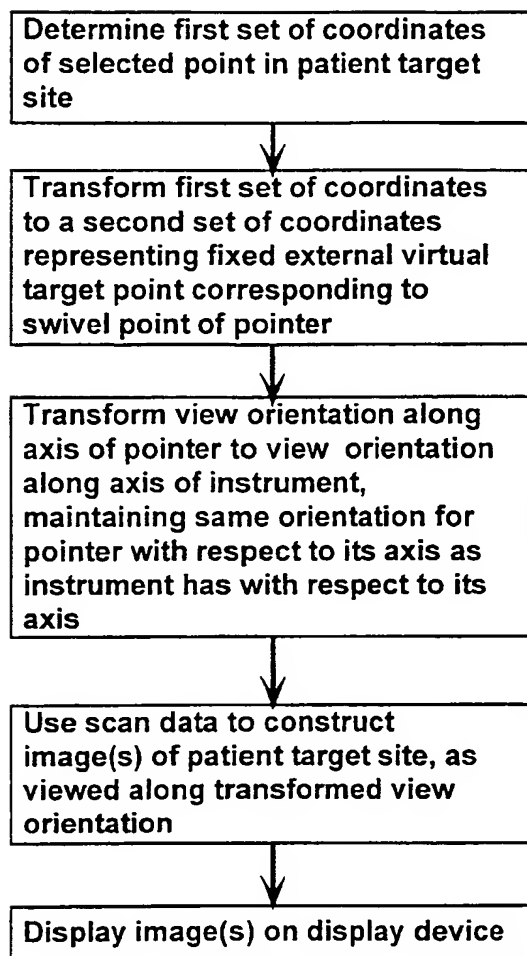 Determine first set of coordinates
of selected point in patient target
site
Transform first set of coordinates
to a second set of coordinates
representing fixed external virtual
target point corresponding to
swivel point of pointer
Transform view orientation along
axis of pointer to view orientation
along axis of instrument,
maintaining same orientation for
pointer with respect to its axis as
instrument has with respect to its
axis
Use scan data to construct
image(s) of patient target site, as
viewed along transformed view
orientation
Display image(s) on display device